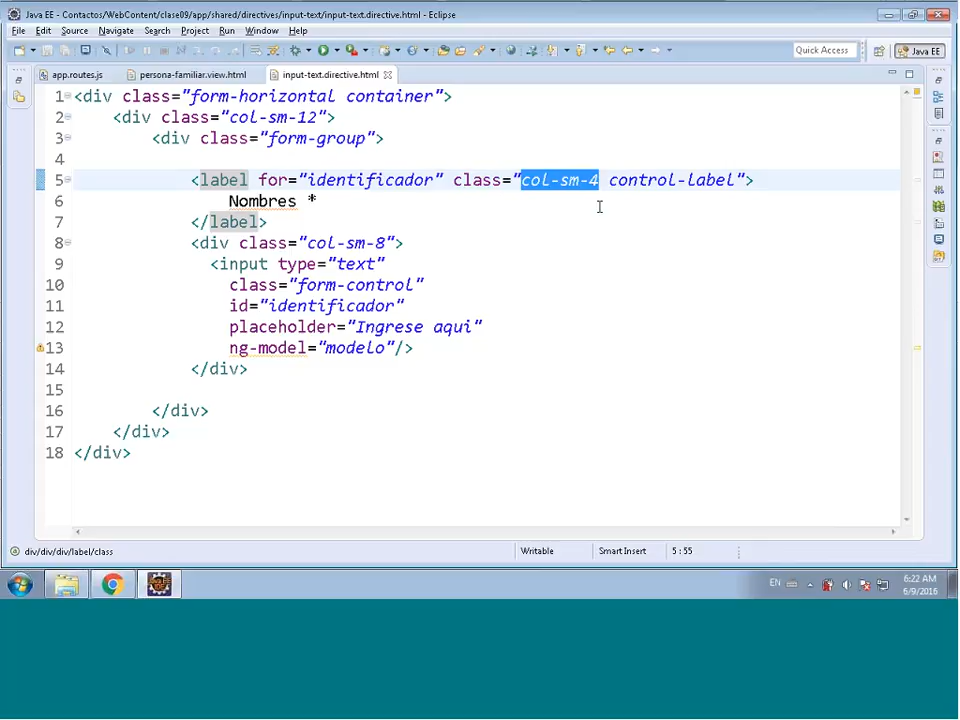 Java EE - Contactos/WebContent/clase09/app/shared/directives/input-text/input-text.directive.html - Eclipse
File Edit Source Navigate Search Project Run Window Help
Quick Access Java EE
app.routes.js persona-familiar.view.html input-text.directive.html
1 <div class="form-horizontal container">
2 <div class="col-sm-12">
3 <div class="form-group">
4
5 <label for="identificador" class="col-sm-4 control-label">
6 Nombres *
7 </label>
8 <div class="col-sm-8">
9 <input type="text"
10 class="form-control"
11 id="identificador"
12 placeholder="Ingrese aqui"
13 ng-model="modelo"/>
14 </div>
15
16 </div>
17 </div>
18 </div>
div/div/div/label/class Writable Smart Insert 5 : 55
EN 6:22 AM
6/9/2016